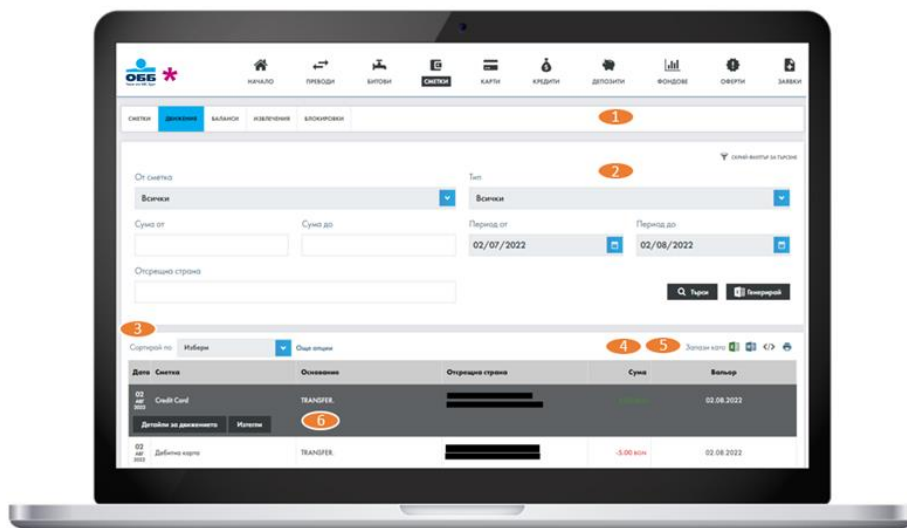 ОББ
НАЧАЛО ПРЕВОДИ БИТОВИ СМЕТКИ КАРТИ КРЕДИТИ ДЕПОЗИТИ ФОНДОВЕ ОФЕРТИ ЗАЯВКИ
СМЕТКИ ДВИЖЕНИЯ БАЛАНСИ ИЗВЛЕЧЕНИЯ БЛОКИРОВКИ 1
СКРИЙ ФИЛТЪР ЗА ТЪРСЕНЕ
2
От сметка Тип
Всички Всички
Сума от Сума до Период от Период до
02/07/2022 02/08/2022
Отсрещна страна
Търси Генерирай
3
Сортирай по Избери Още опции 4 5 Запази като
Дата Сметка Основание Отсрещна страна Сума Вальор
02
АВГ
2022
Credit Card TRANSFER. 02.08.2022
Детайли за движението Изтегли 6
02
АВГ
2022
Дебитна карта TRANSFER. -5.00 BGN 02.08.2022